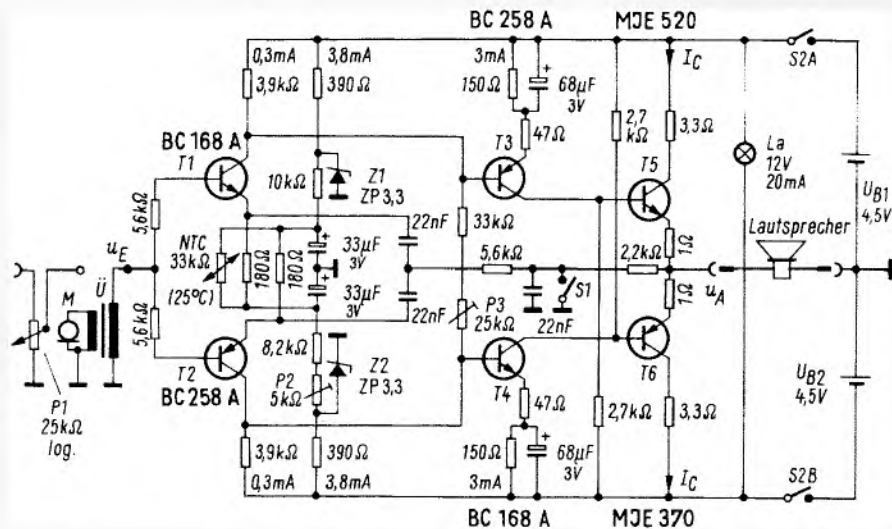 BC 258 A MJE 520
0,3mA
3,9kΩ
3,8mA
390Ω
3mA
150Ω
68µF
3V
+
I_C
S2A
47Ω
2,7
kΩ
3,3Ω
BC 168 A
T1
T3
T5
Z1
ZP3,3
10kΩ
La
12V
20mA
U_B1
4,5V
5,6kΩ
22nF
33kΩ
NTC
33kΩ
(25°C)
180Ω
180Ω
+
33µF
3V
33µF
3V
+
5,6kΩ
2,2kΩ
1Ω
Lautsprecher
u_E
Ü
M
S1
u_A
1Ω
5,6kΩ
22nF
P3
25kΩ
22nF
8,2kΩ
P2
5kΩ
Z2
ZP3,3
T2
BC 258 A
T4
T6
U_B2
4,5V
P1
25kΩ
log.
47Ω
2,7kΩ
3,3Ω
3,9kΩ
0,3mA
390Ω
3,8mA
150Ω
3mA
+
68µF
3V
I_C
S2B
BC 168 A MJE 370